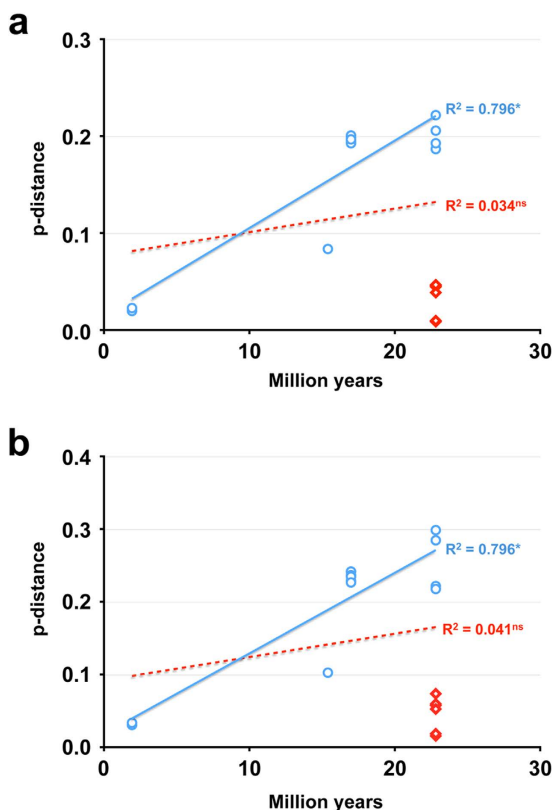 a
0.3
R² = 0.796*
0.2
p-distance
R² = 0.034ⁿˢ
0.1
0.0
0 10 20 30
Million years
b
0.4
0.3
R² = 0.796*
p-distance
0.2
R² = 0.041ⁿˢ
0.1
0.0
0 10 20 30
Million years